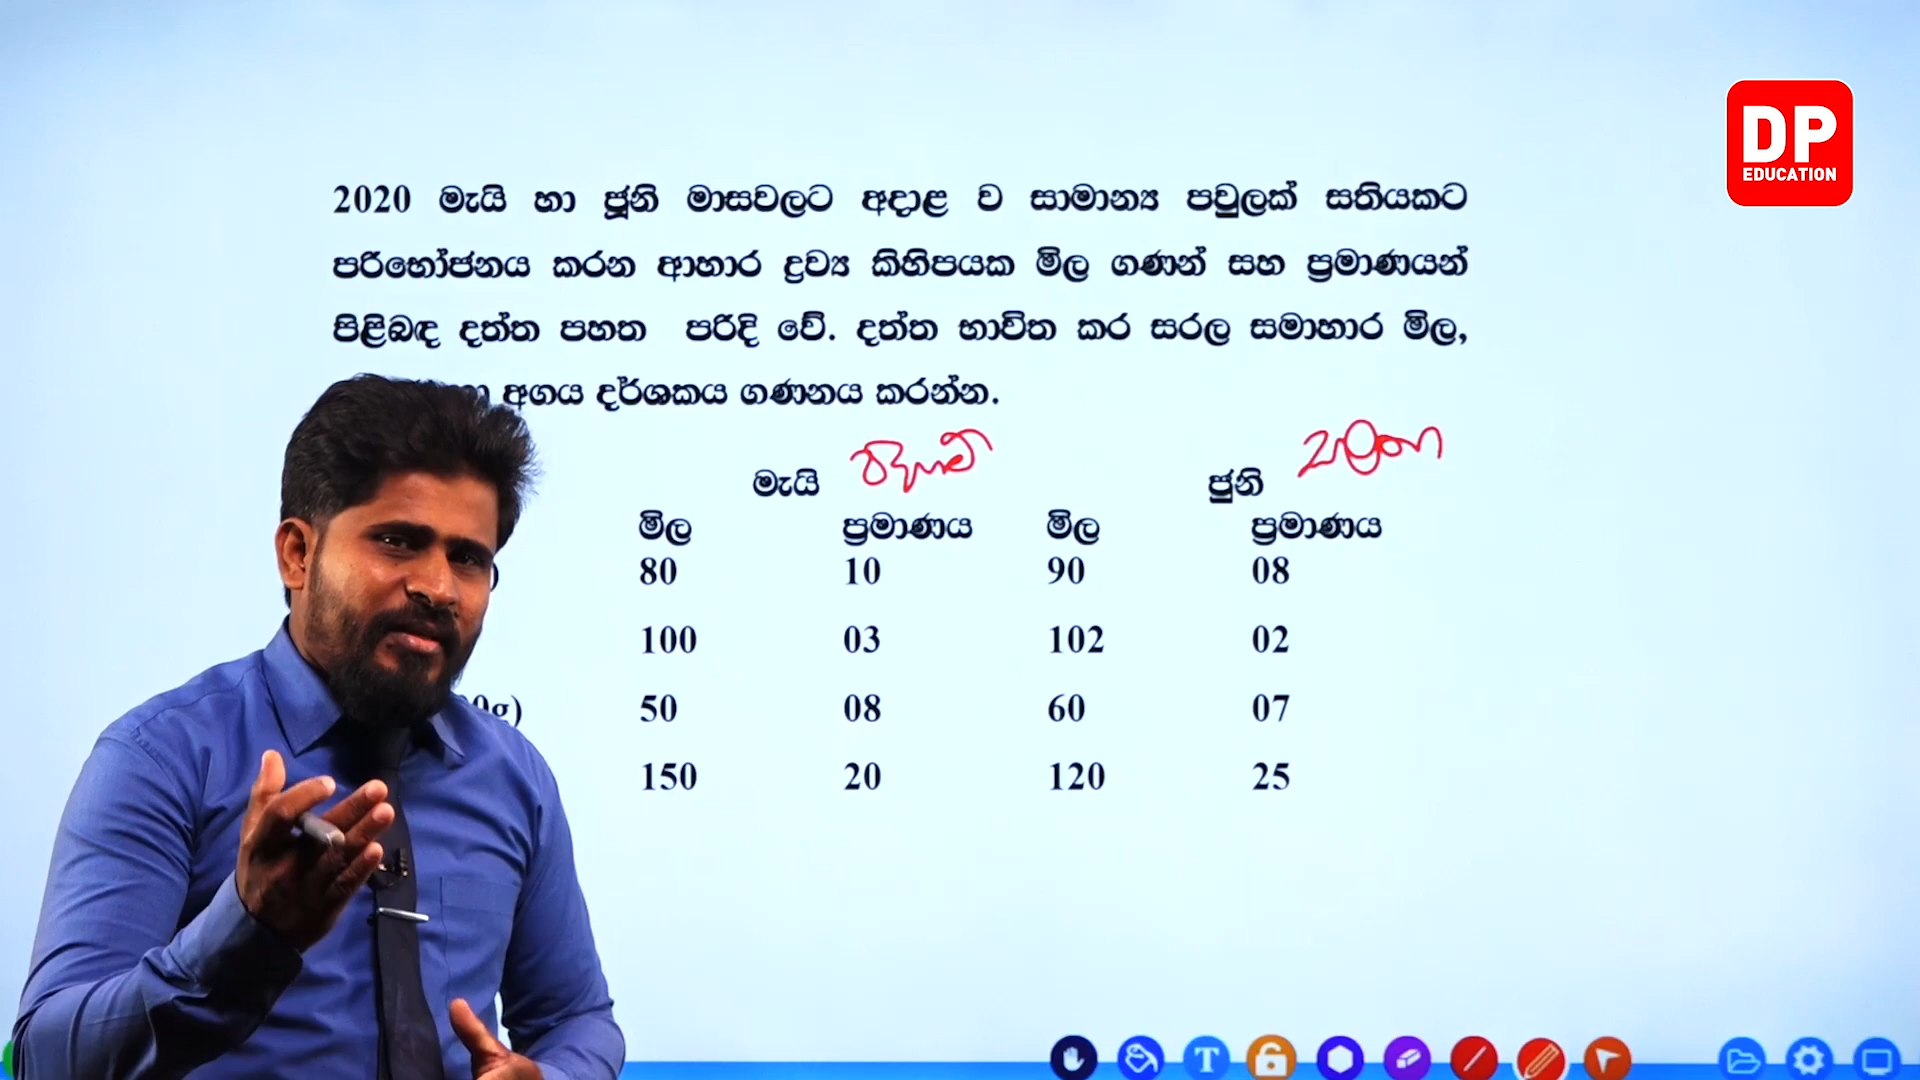 DP
EDUCATION
2020 මැයි හා ජූනි මාසවලට අදාළ ව සාමාන්‍ය පවුලක් සතියකට
පරිභෝජනය කරන ආහාර ද්‍රව්‍ය කිහිපයක මිල ගණන් සහ ප්‍රමාණයන්
පිළිබඳ දත්ත පහත පරිදි වේ. දත්ත භාවිත කර සරල සමාහාර මිල,
අගය දර්ශකය ගණනය කරන්න.
මැයි ජුනි
මිල ප්‍රමාණය මිල ප්‍රමාණය
) 80 10 90 08
100 03 102 02
0g) 50 08 60 07
150 20 120 25
T